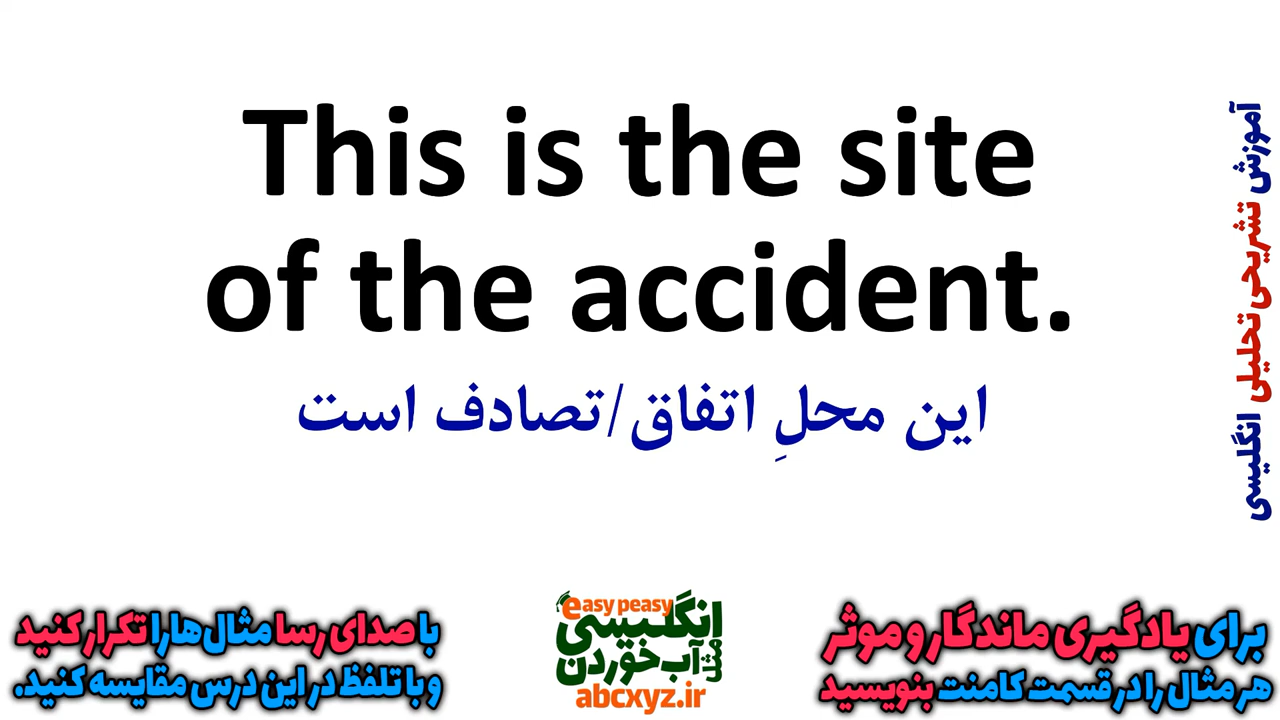 This is the site
of the accident.
این محلِ اتفاق/تصادف است
آموزش تشریحی تحلیلی انگلیسی
برای یادگیری ماندگار و موثر
هر مثال را در قسمت کامنت بنویسید
easy peasy
انگلیسی
مثل آب خوردن
abcxyz.ir
با صدای رسا مثال‌ها را تکرار کنید
و با تلفظ در این درس مقایسه کنید.